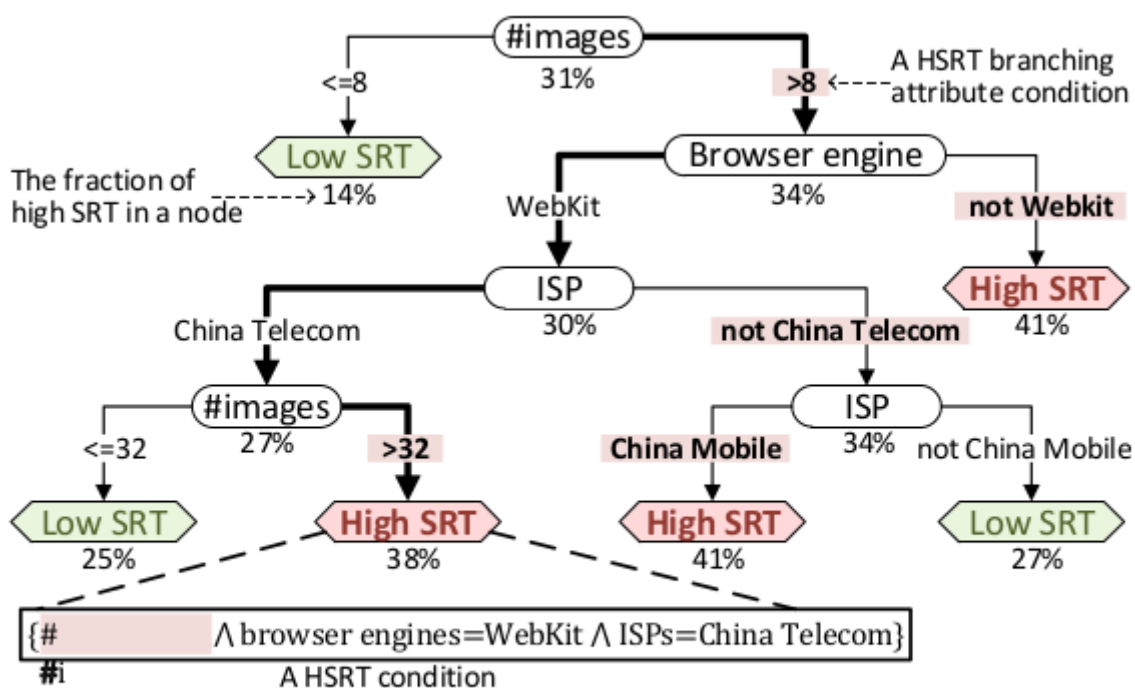 #images
31%
<=8
>8
A HSRT branching
attribute condition
Low SRT
14%
The fraction of
high SRT in a node
Browser engine
34%
WebKit
not Webkit
High SRT
41%
ISP
30%
China Telecom
not China Telecom
#images
27%
<=32
>32
ISP
34%
China Mobile
not China Mobile
Low SRT
25%
High SRT
38%
High SRT
41%
Low SRT
27%
{# ⋀ browser engines=WebKit ⋀ ISPs=China Telecom}
#i
A HSRT condition